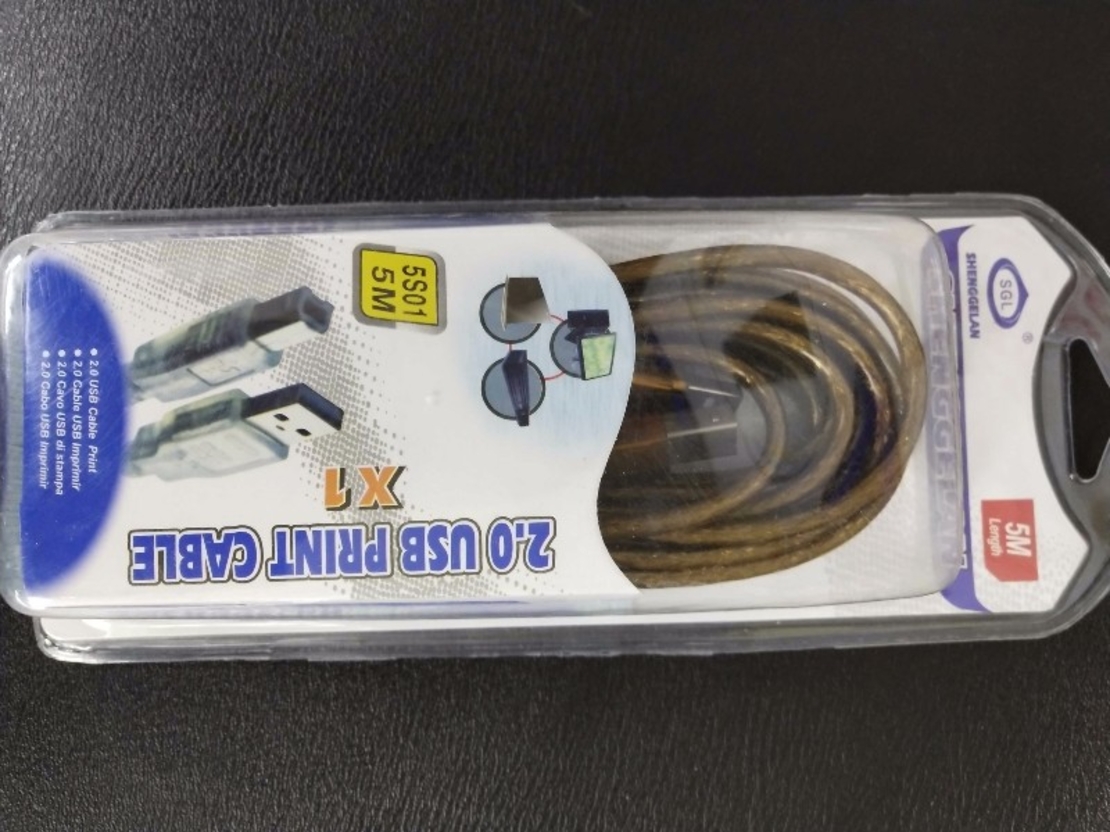 SGL
®
SHENGGELAN
5M
Length
SHENGGELAN
5S01
5M
X1
2.0 USB PRINT CABLE
• 2.0 USB Cable Print
• 2.0 Cable USB Imprimir
• 2.0 Cavo USB di stampa
• 2.0 Cabo USB Imprimir